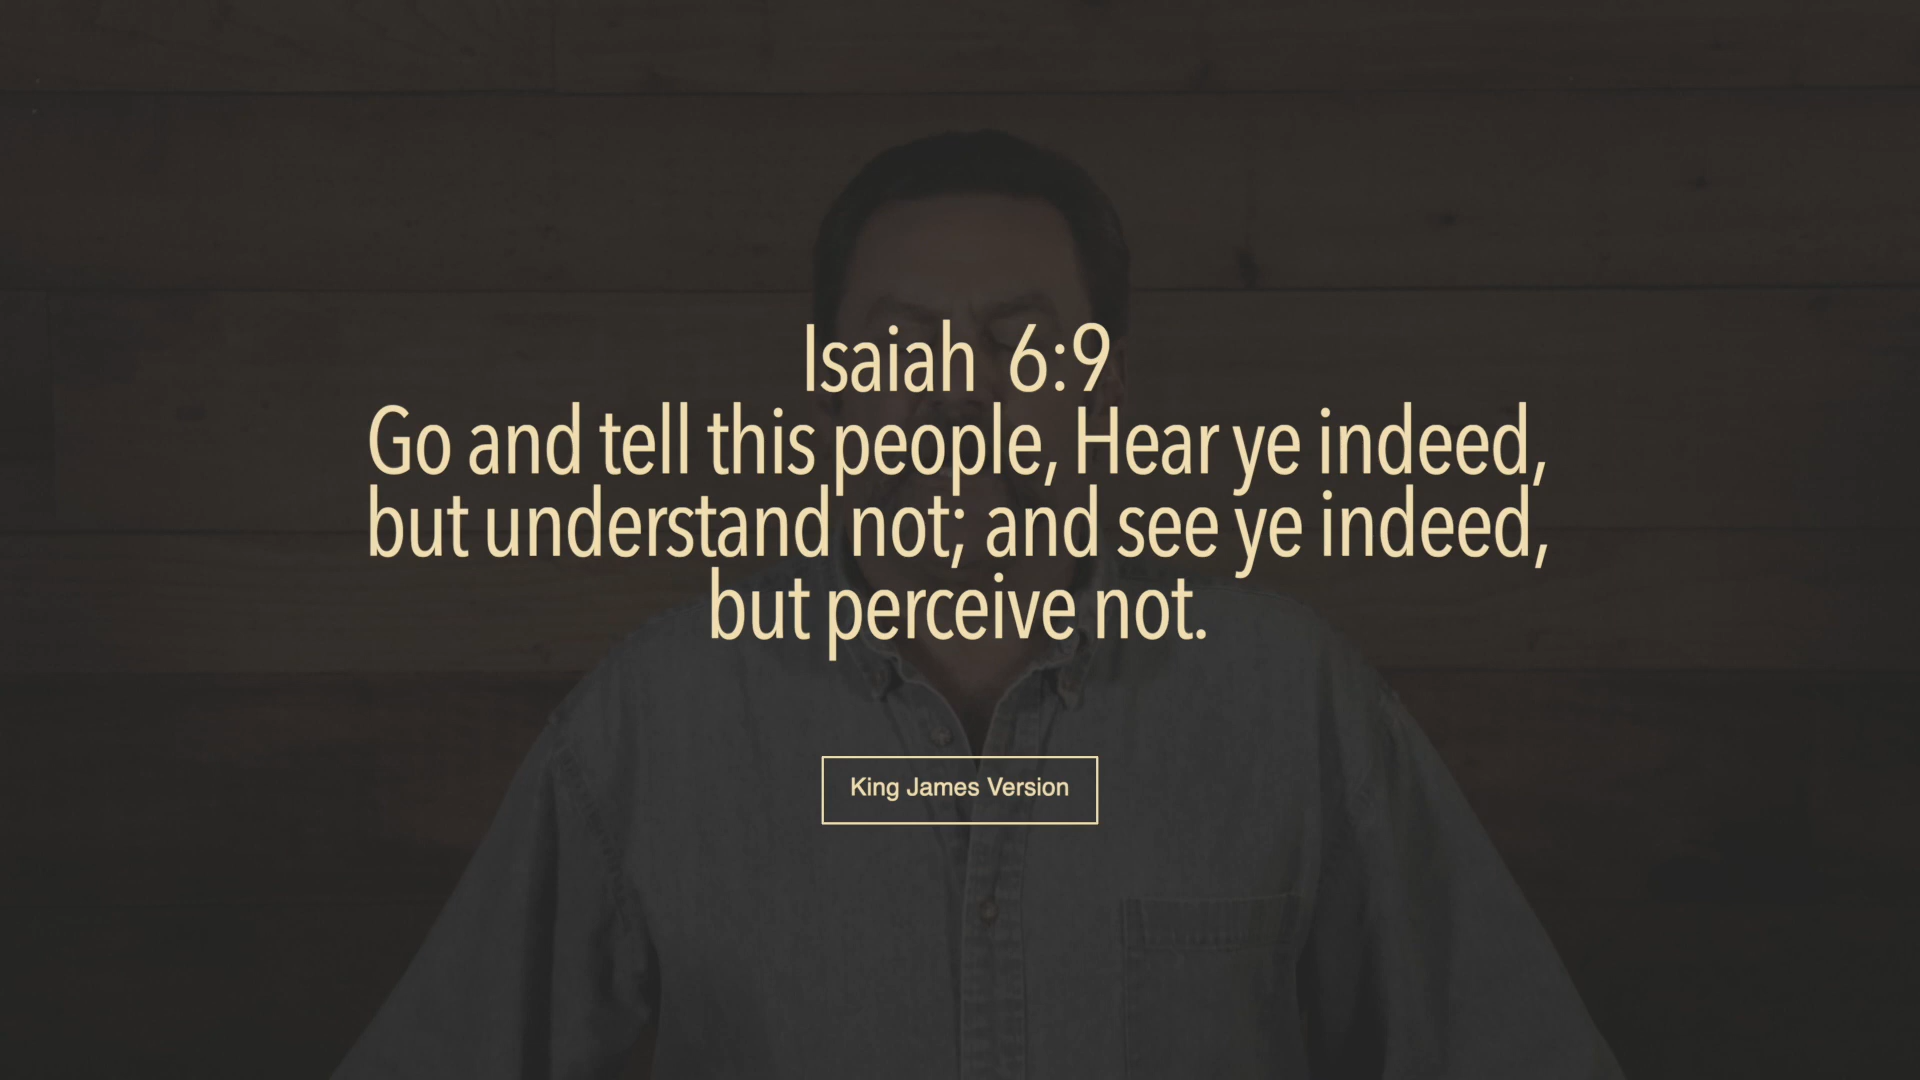 Isaiah 6:9
Go and tell this people, Hear ye indeed,
but understand not; and see ye indeed,
but perceive not.
King James Version